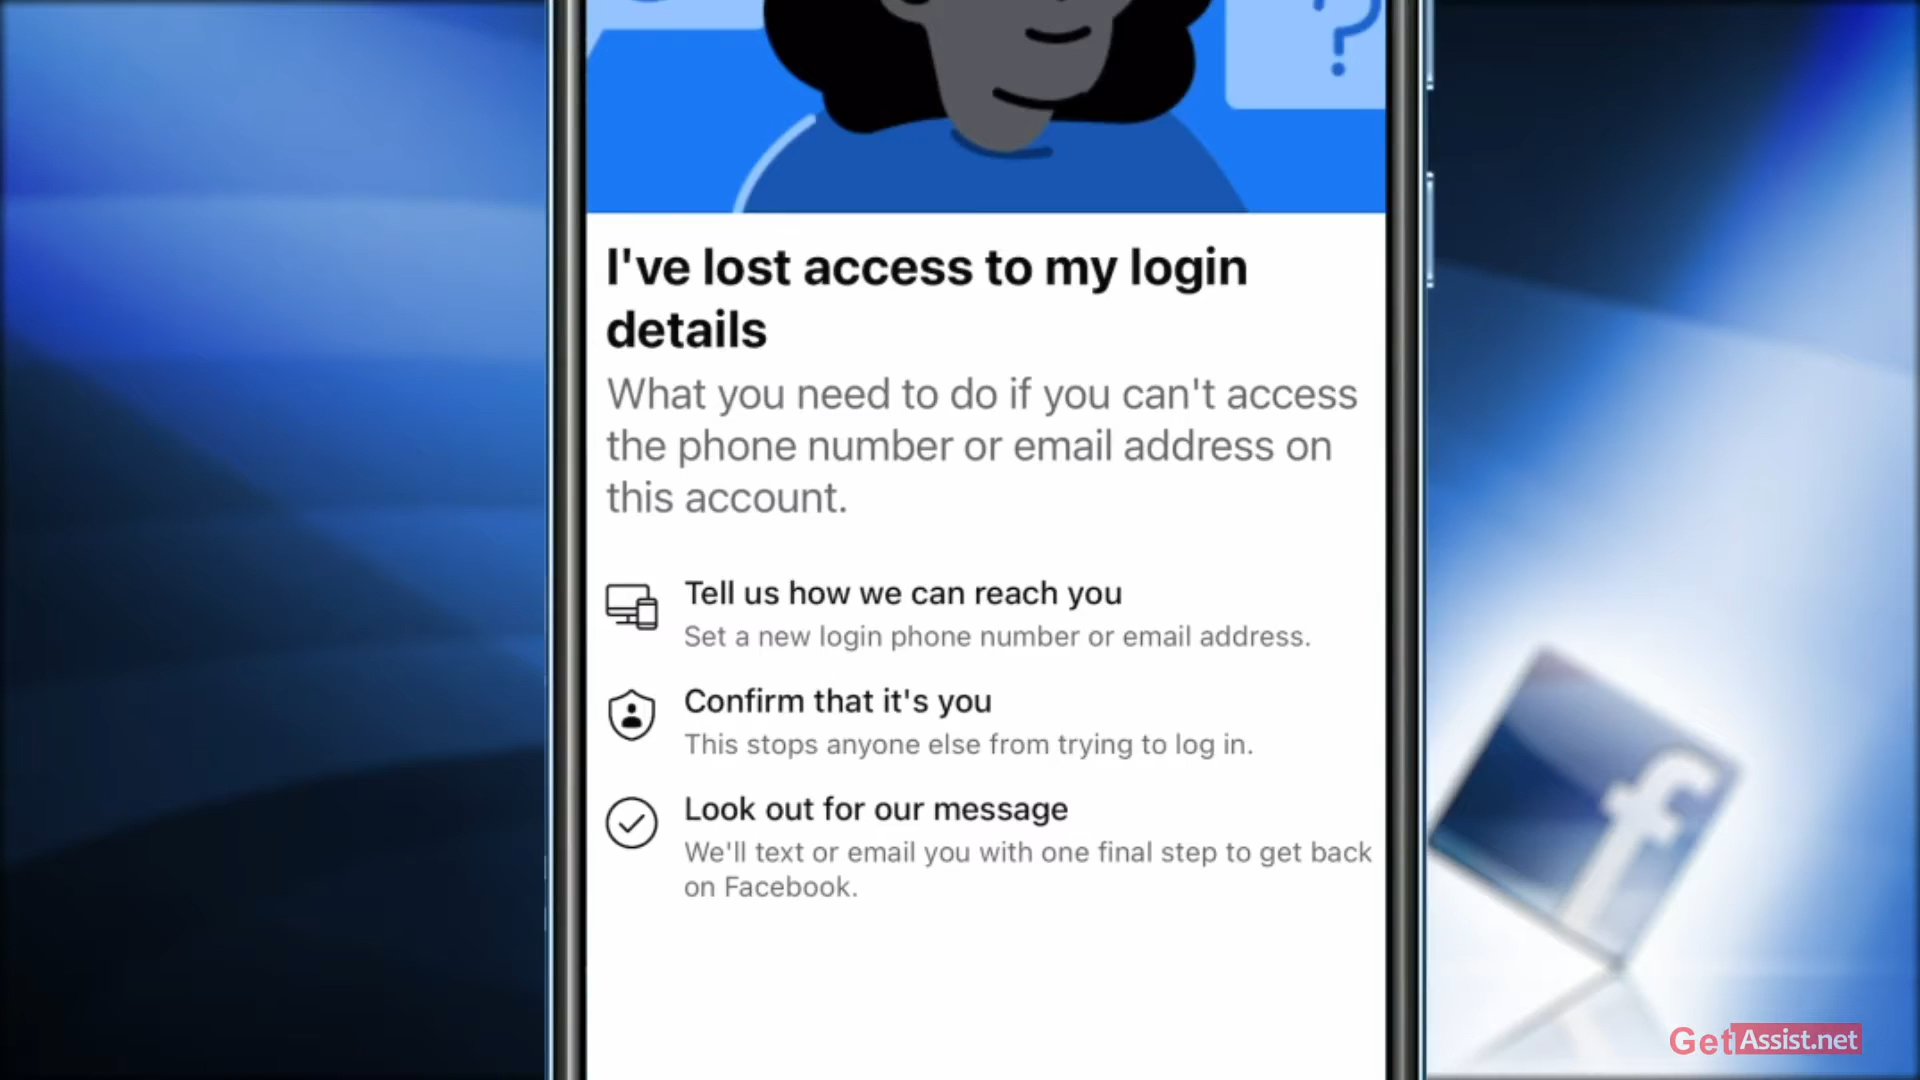 ?
I've lost access to my login
details
What you need to do if you can't access
the phone number or email address on
this account.
Tell us how we can reach you
Set a new login phone number or email address.
Confirm that it's you
This stops anyone else from trying to log in.
Look out for our message
We'll text or email you with one final step to get back
on Facebook.
f
GetAssist.net